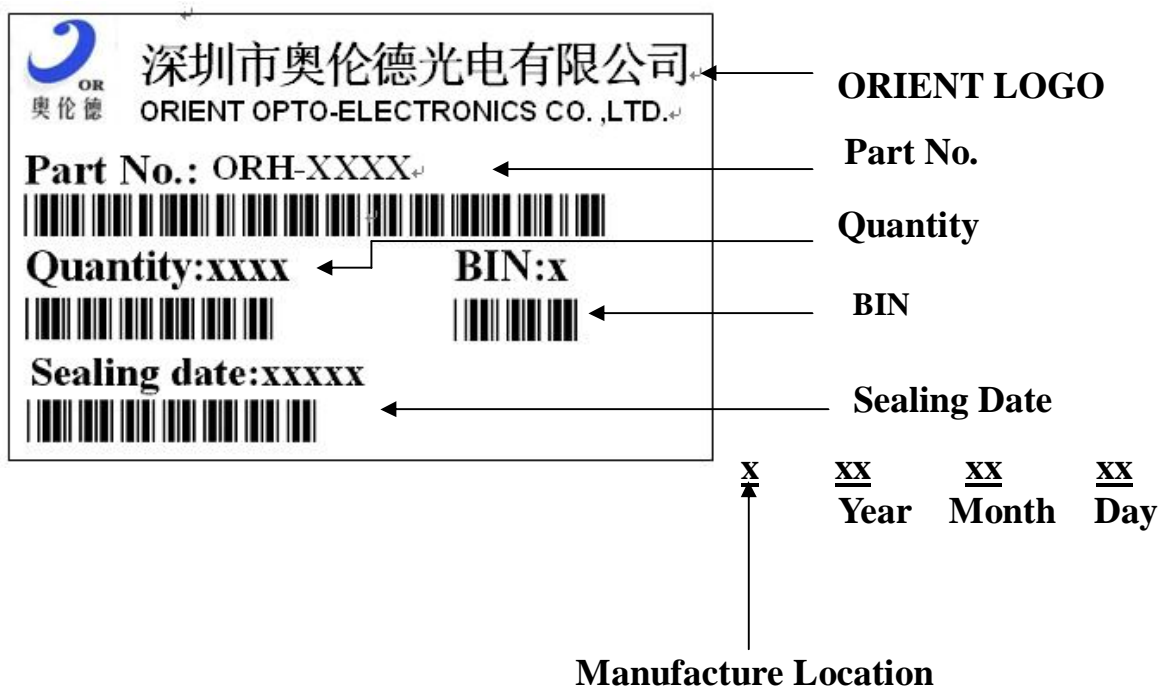 深圳市奥伦德光电有限公司
OR
奥伦德
ORIENT OPTO-ELECTRONICS CO. ,LTD.
ORIENT LOGO
Part No.: ORH-XXXX
Part No.
Quantity
Quantity:xxxx
BIN:x
BIN
Sealing date:xxxxx
Sealing Date
x xx xx xx
Year Month Day
Manufacture Location